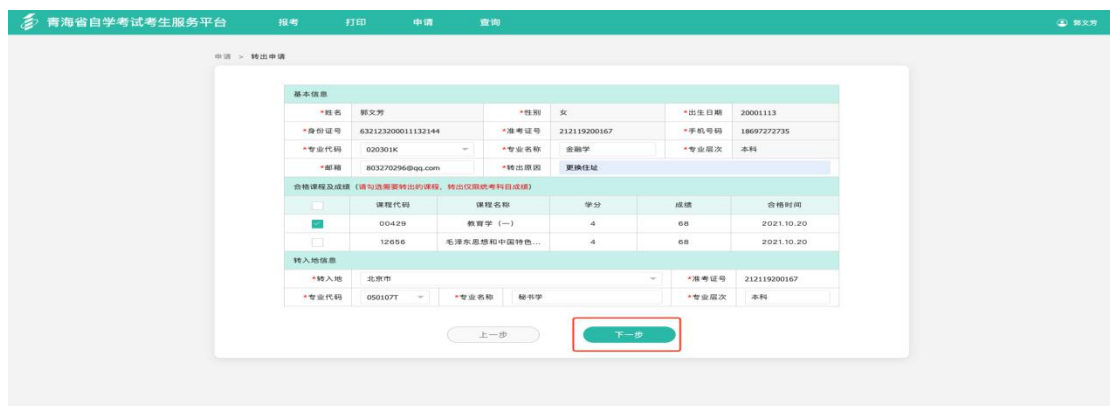 青海省自学考试考生服务平台 报考 打印 申请 查询 郭文芳
申请 > 转出申请
基本信息
*姓名 郭文芳 *性别 女 *出生日期 20001113
*身份证号 632123200011132144 *准考证号 212119200167 *手机号码 18697272735
*专业代码 020301K *专业名称 金融学 *专业层次 本科
*邮箱 803270296@qq.com *转出原因 更换住址
合格课程及成绩（请勾选需要转出的课程，转出仅限统考科目成绩）
课程代码 课程名称 学分 成绩 合格时间
00429 教育学（一） 4 68 2021.10.20
12656 毛泽东思想和中国特色... 4 68 2021.10.20
转入地信息
*转入地 北京市 *准考证号 212119200167
*专业代码 050107T *专业名称 秘书学 *专业层次 本科
上一步 下一步